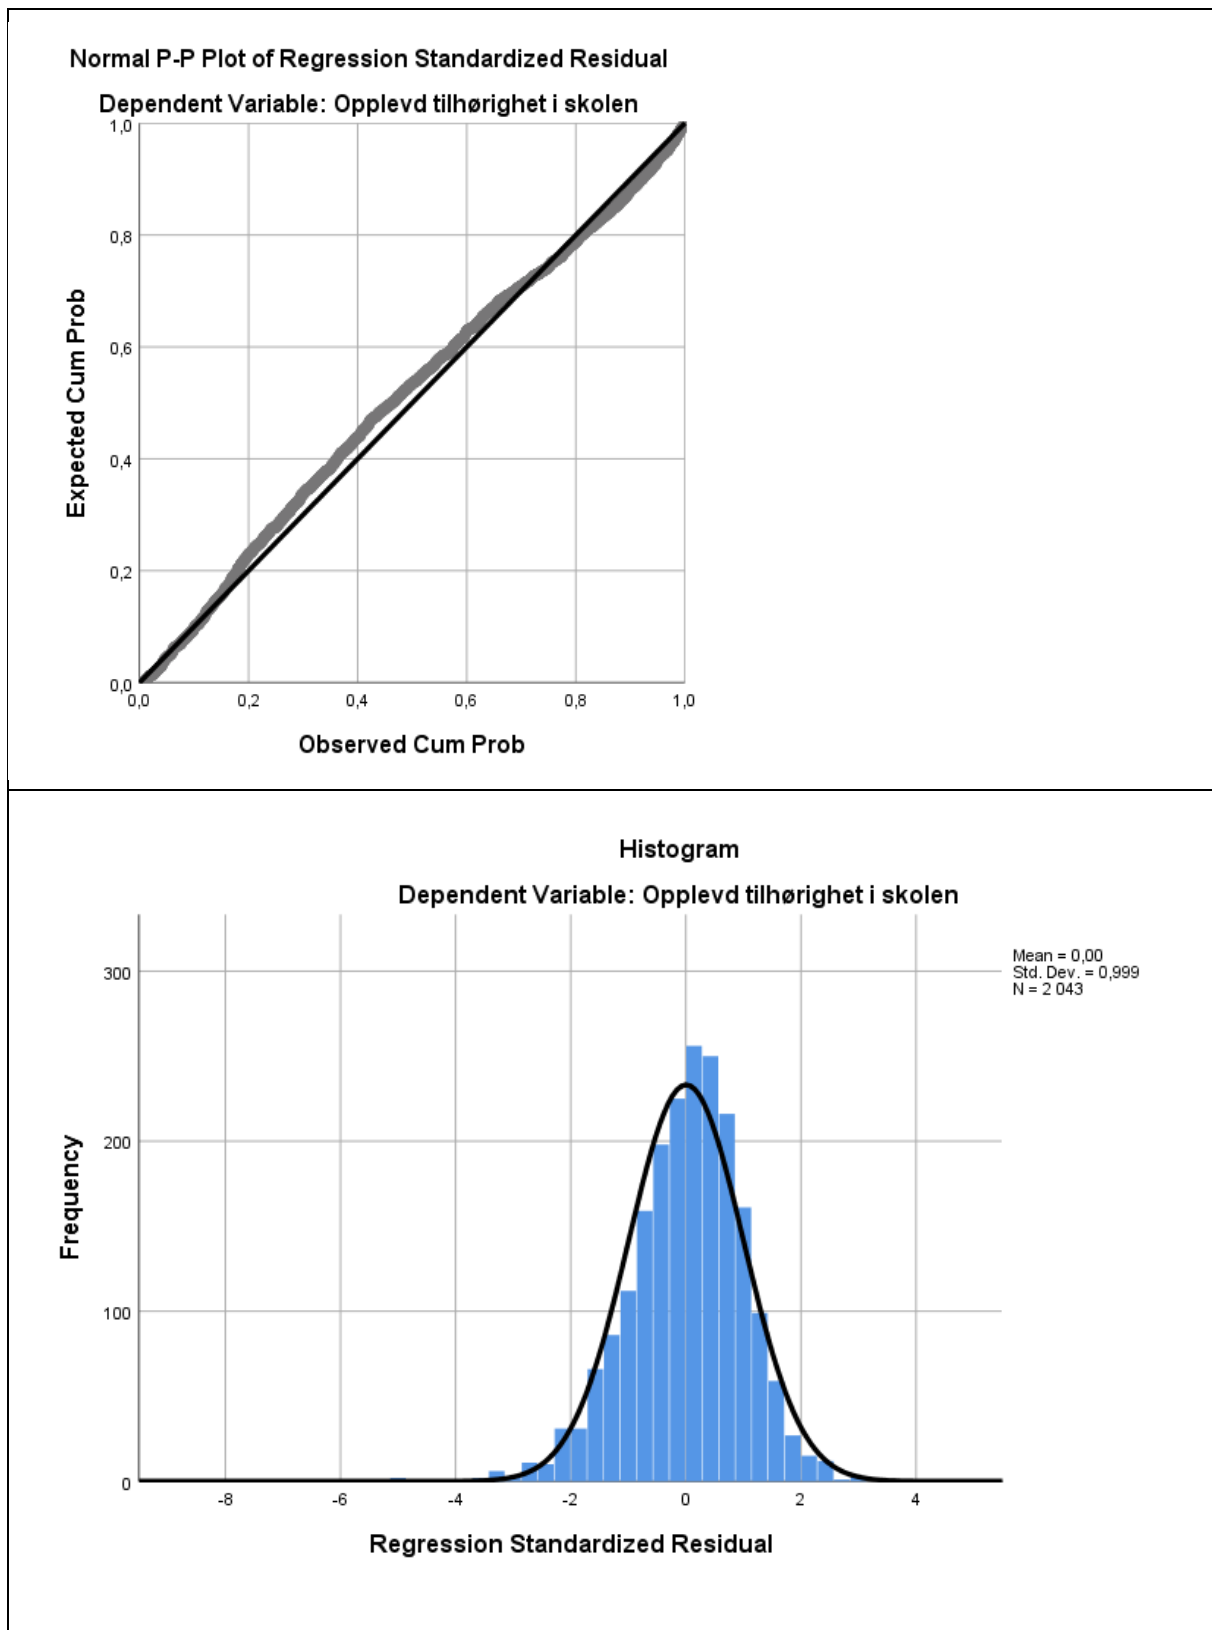 Normal P-P Plot of Regression Standardized Residual
Dependent Variable: Opplevd tilhørighet i skolen
1,0
0,8
0,6
0,4
0,2
0,0
Expected Cum Prob
0,0 0,2 0,4 0,6 0,8 1,0
Observed Cum Prob
Histogram
Dependent Variable: Opplevd tilhørighet i skolen
Mean = 0,00
Std. Dev. = 0,999
N = 2 043
300
200
100
0
Frequency
-8 -6 -4 -2 0 2 4
Regression Standardized Residual